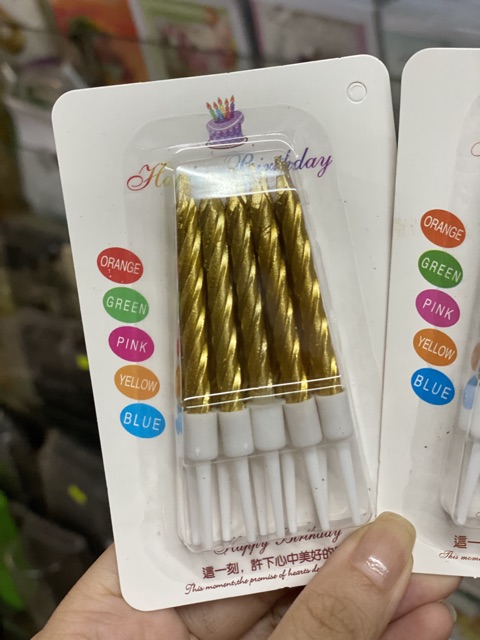 Happy Birthday
ORANGE
GREEN
PINK
YELLOW
BLUE
Happy Birthday
這一刻，許下心中美好的
This moment,the promise of hearts
ORANGE
GREEN
PINK
YELLOW
BLUE
這一
This mom